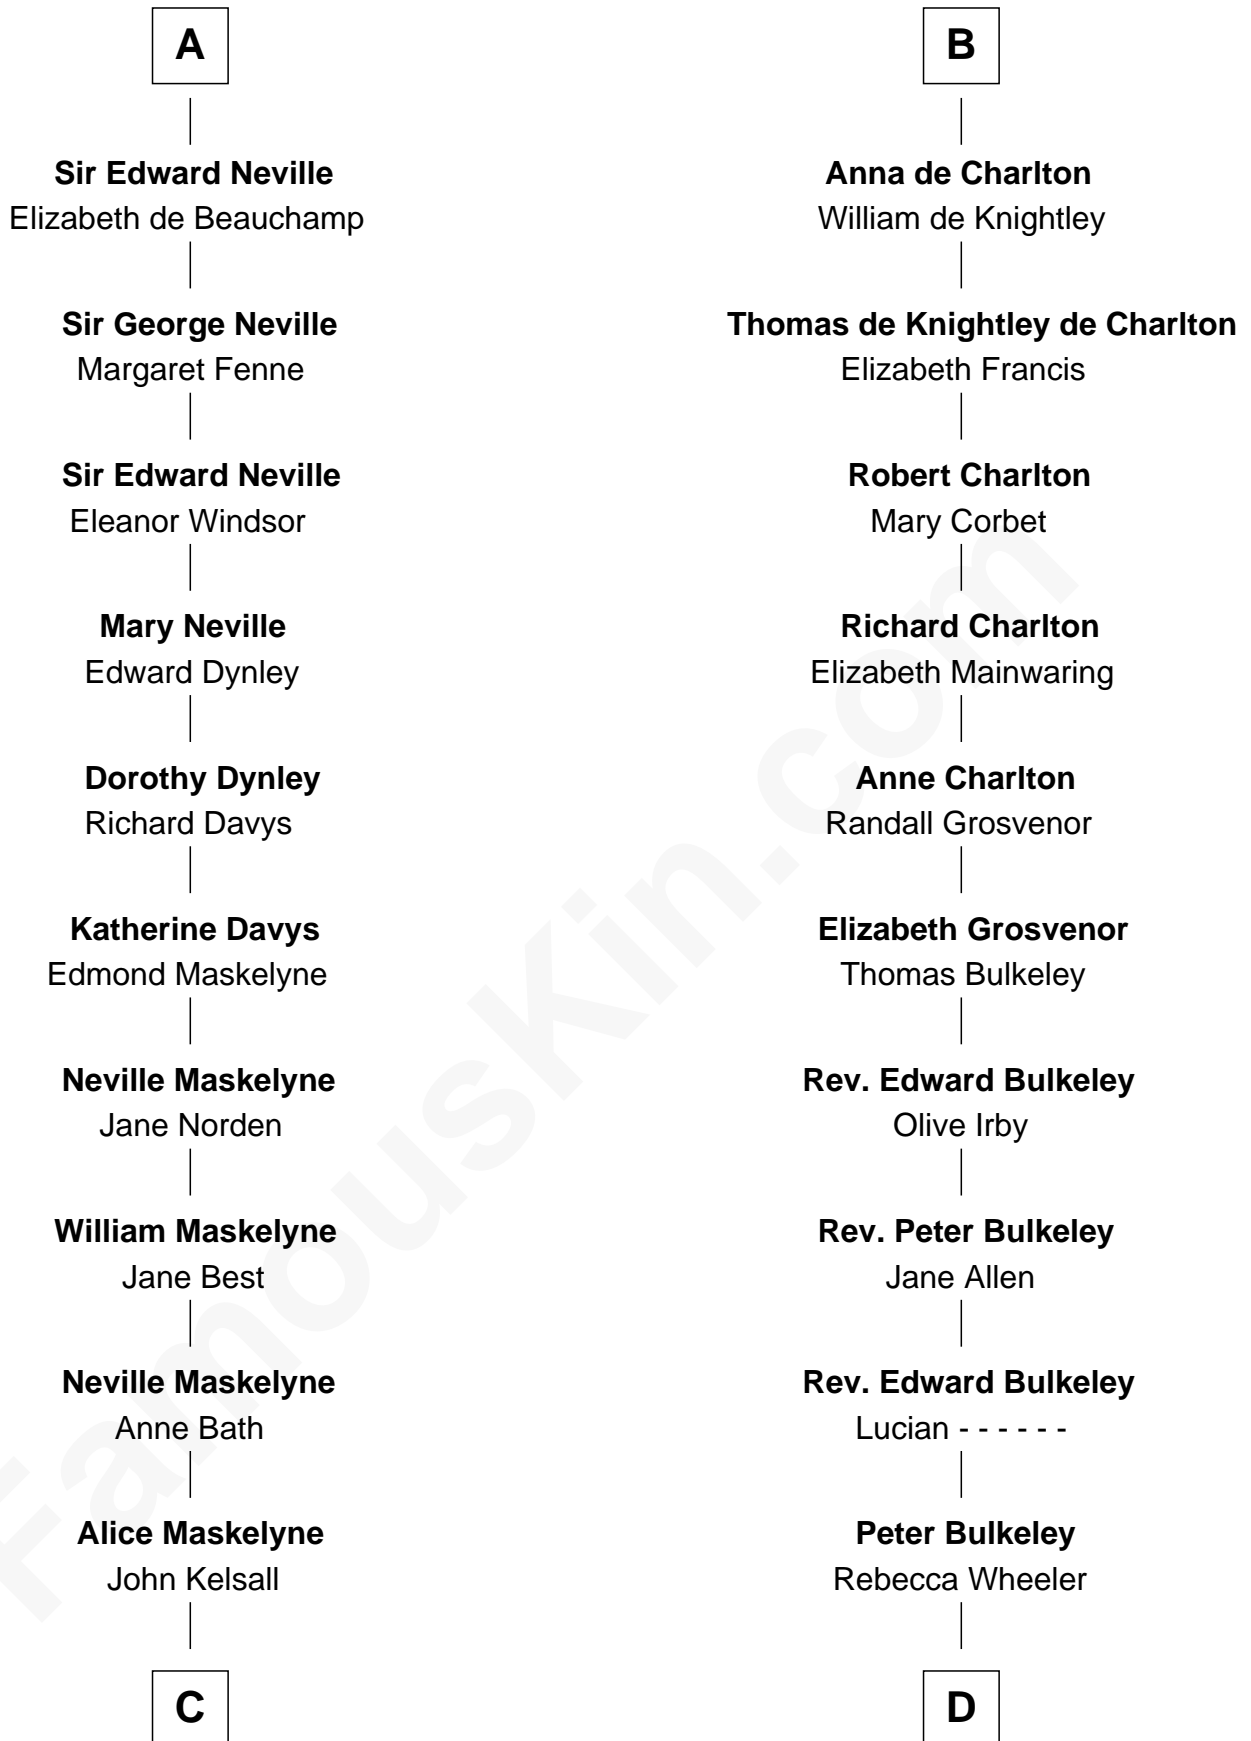 A
Sir Edward Neville
Elizabeth de Beauchamp
Sir George Neville
Margaret Fenne
Sir Edward Neville
Eleanor Windsor
Mary Neville
Edward Dynley
Dorothy Dynley
Richard Davys
Katherine Davys
Edmond Maskelyne
Neville Maskelyne
Jane Norden
William Maskelyne
Jane Best
Neville Maskelyne
Anne Bath
Alice Maskelyne
John Kelsall
C
B
Anna de Charlton
William de Knightley
Thomas de Knightley de Charlton
Elizabeth Francis
Robert Charlton
Mary Corbet
Richard Charlton
Elizabeth Mainwaring
Anne Charlton
Randall Grosvenor
Elizabeth Grosvenor
Thomas Bulkeley
Rev. Edward Bulkeley
Olive Irby
Rev. Peter Bulkeley
Jane Allen
Rev. Edward Bulkeley
Lucian - - - - - -
Peter Bulkeley
Rebecca Wheeler
D
FamousKin.com